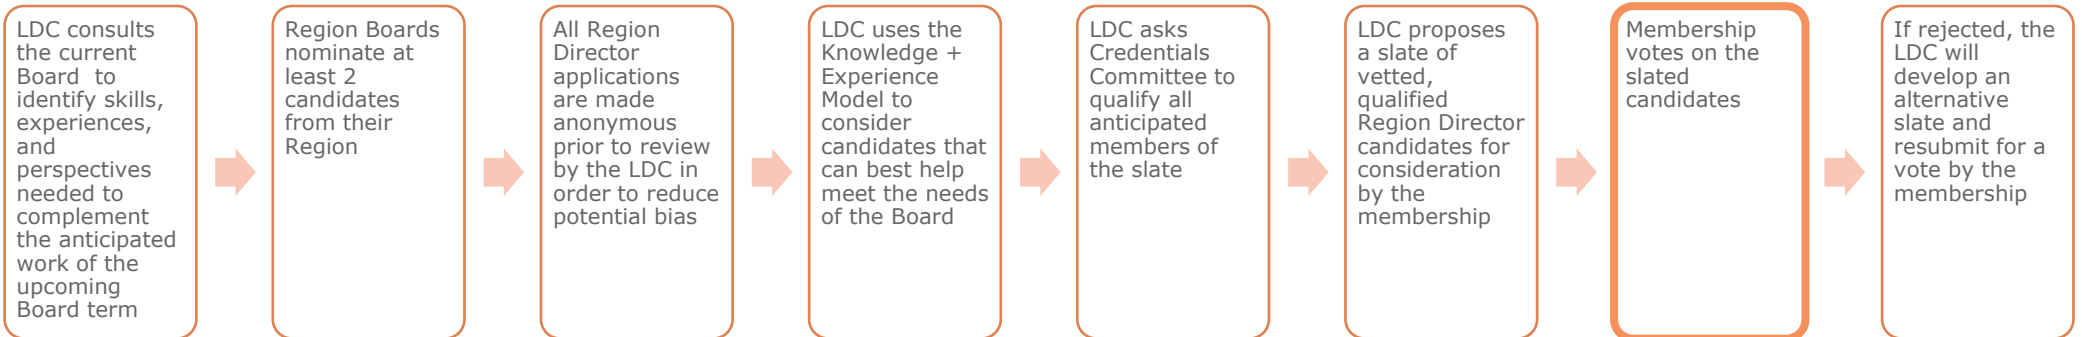 LDC consults
the current
Board  to
identify skills,
experiences,
and
perspectives
needed to
complement
the anticipated
work of the
upcoming
Board term
Region Boards
nominate at
least 2
candidates
from their
Region
All Region
Director
applications
are made
anonymous
prior to review
by the LDC in
order to reduce
potential bias
LDC uses the
Knowledge +
Experience
Model to
consider
candidates that
can best help
meet the needs
of the Board
LDC asks
Credentials
Committee to
qualify all
anticipated
members of
the slate
LDC proposes
a slate of
vetted,
qualified
Region Director
candidates for
consideration
by the
membership
Membership
votes on the
slated
candidates
If rejected, the
LDC will
develop an
alternative
slate and
resubmit for a
vote by the
membership